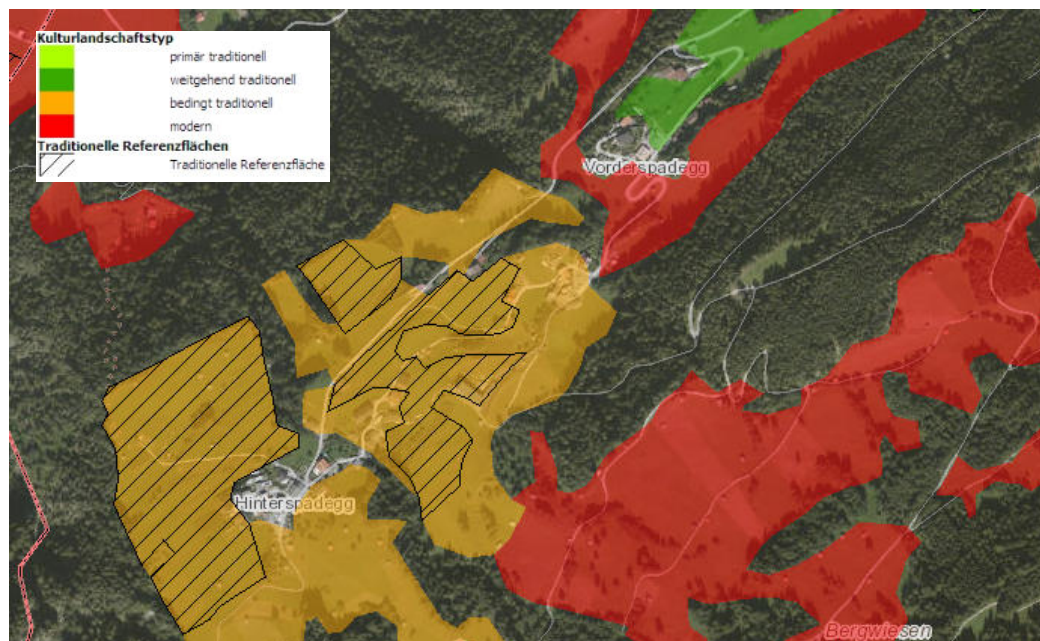 Kulturlandschaftstyp
primär traditionell
weitgehend traditionell
bedingt traditionell
modern
Traditionelle Referenzflächen
Traditionelle Referenzfläche
Vorderspadegg
Hinterspadegg
Bergwiesen